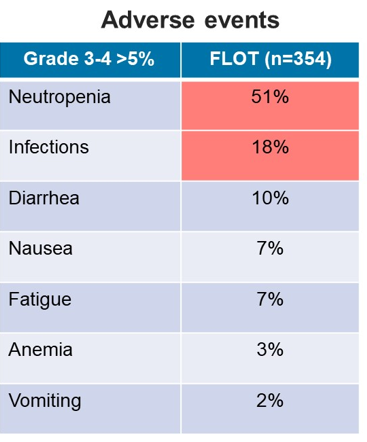 Adverse events
Grade 3-4 >5% FLOT (n=354)
Neutropenia 51%
Infections 18%
Diarrhea 10%
Nausea 7%
Fatigue 7%
Anemia 3%
Vomiting 2%